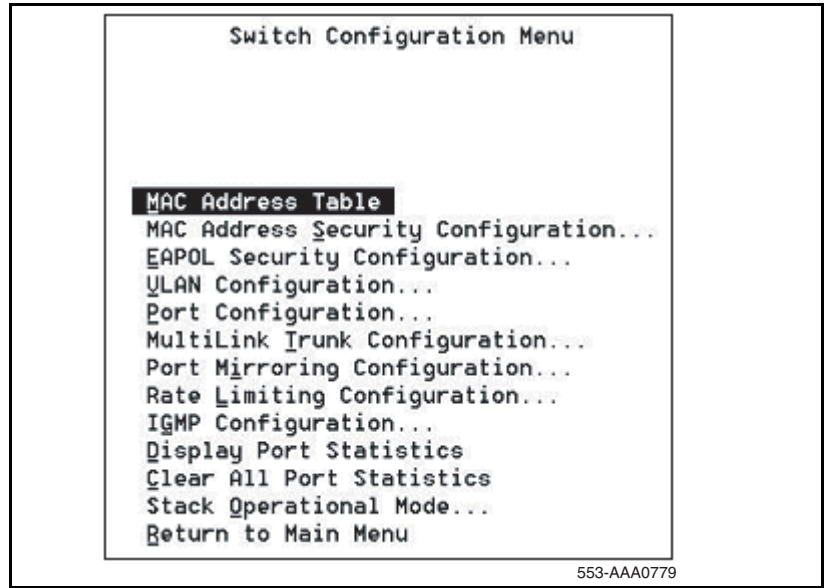 Switch Configuration Menu
MAC Address Table
MAC Address Security Configuration...
EAPOL Security Configuration...
VLAN Configuration...
Port Configuration...
MultiLink Trunk Configuration...
Port Mirroring Configuration...
Rate Limiting Configuration...
IGMP Configuration...
Display Port Statistics
Clear All Port Statistics
Stack Operational Mode...
Return to Main Menu
553-AAA0779